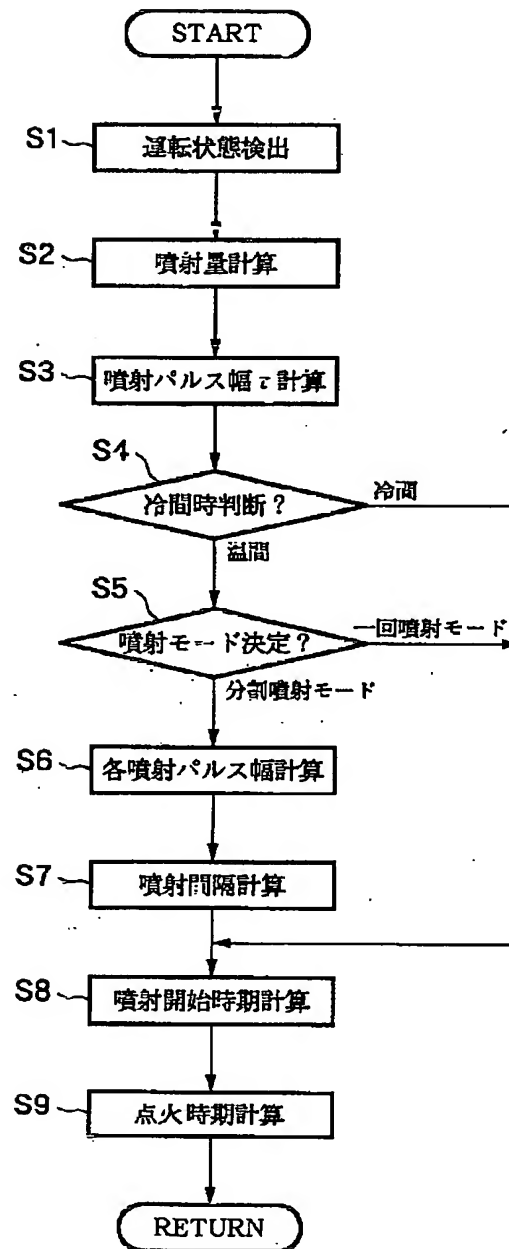 START
S1
運転状態検出
S2
噴射量計算
S3
噴射パルス幅τ計算
S4
冷間時判断？
冷間
温間
S5
噴射モード決定？
一回噴射モード
分割噴射モード
S6
各噴射パルス幅計算
S7
噴射間隔計算
S8
噴射開始時期計算
S9
点火時期計算
RETURN